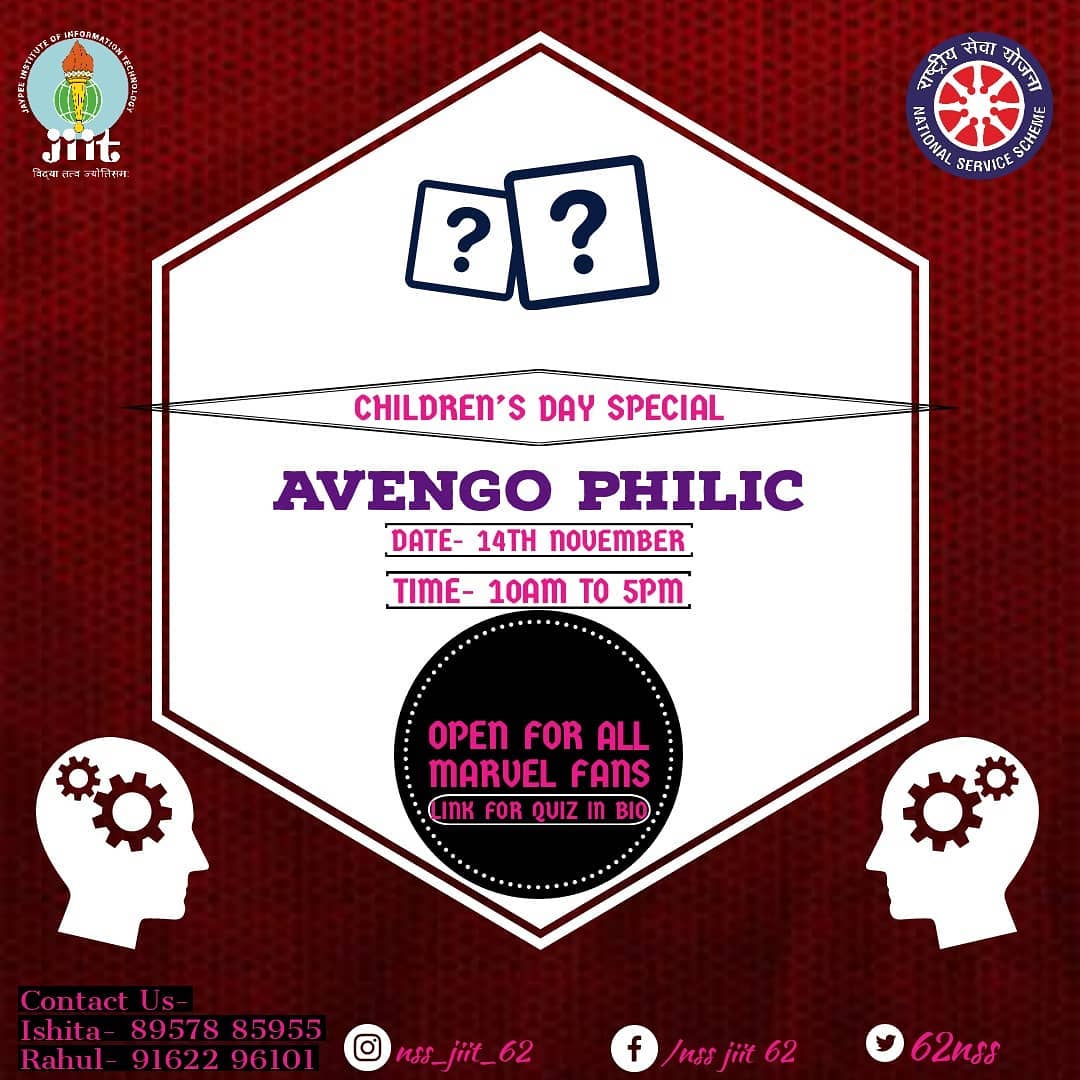 JAYPEE INSTITUTE OF INFORMATION TECHNOLOGY
jiit
विद्या तत्व ज्योतिसमः
राष्ट्रीय सेवा योजना
NATIONAL SERVICE SCHEME
? ?
CHILDREN'S DAY SPECIAL
AVENGO PHILIC
DATE- 14TH NOVEMBER
TIME- 10AM TO 5PM
OPEN FOR ALL
MARVEL FANS
LINK FOR QUIZ IN BIO
Contact Us-
Ishita- 89578 85955
Rahul- 91622 96101
nss_jiit_62
/nss jiit 62
62nss